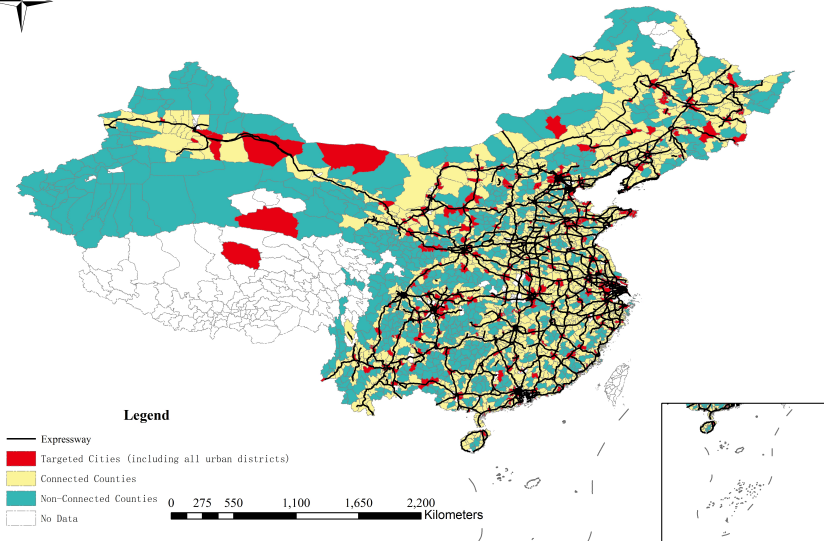 Legend
Expressway
Targeted Cities (including all urban districts)
Connected Counties
Non-Connected Counties
No Data
0 275 550 1,100 1,650 2,200
Kilometers